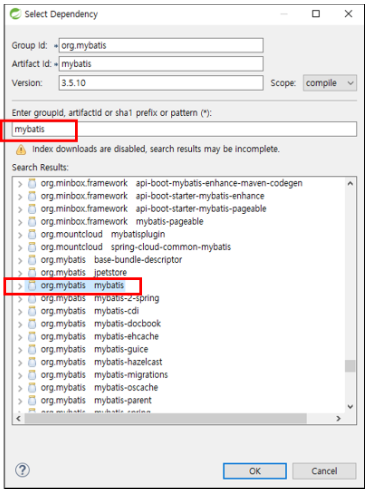 Select Dependency
Group Id: * org.mybatis
Artifact Id: * mybatis
Version: 3.5.10 Scope: compile
Enter groupId, artifactId or sha1 prefix or pattern (*):
mybatis
Index downloads are disabled, search results may be incomplete.
Search Results:
org.minbox.framework api-boot-mybatis-enhance-maven-codegen
org.minbox.framework api-boot-starter-mybatis-enhance
org.minbox.framework api-boot-starter-mybatis-pageable
org.minbox.framework mybatis-pageable
org.mountcloud mybatisplugin
org.mountcloud spring-cloud-common-mybatis
org.mybatis base-bundle-descriptor
org.mybatis jpetstore
org.mybatis mybatis
org.mybatis mybatis-2-spring
org.mybatis mybatis-cdi
org.mybatis mybatis-docbook
org.mybatis mybatis-ehcache
org.mybatis mybatis-guice
org.mybatis mybatis-hazelcast
org.mybatis mybatis-migrations
org.mybatis mybatis-oscache
org.mybatis mybatis-parent
org.mybatis mybatis-spring
OK Cancel